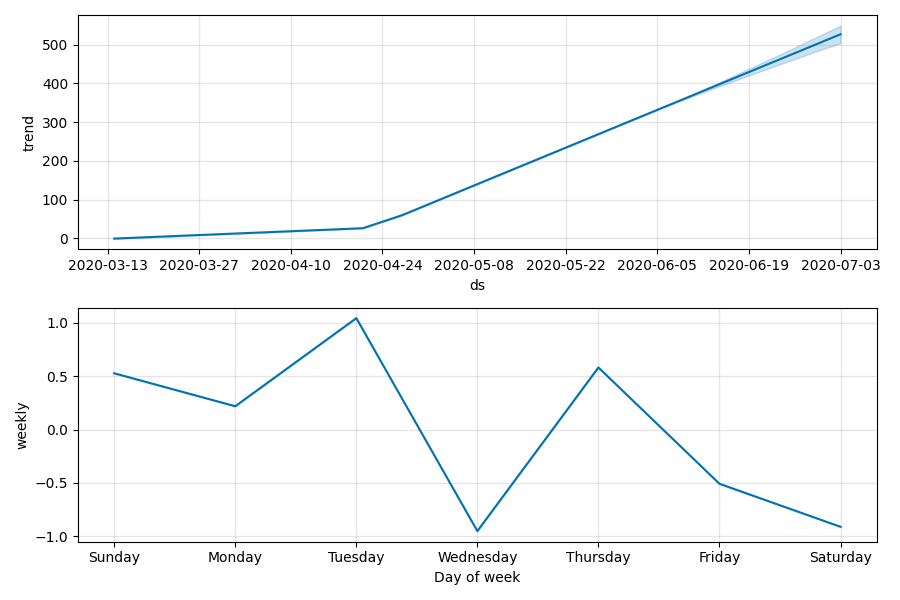 500
400
300
200
100
0
trend
2020-03-13 2020-03-27 2020-04-10 2020-04-24 2020-05-08 2020-05-22 2020-06-05 2020-06-19 2020-07-03
ds
1.0
0.5
0.0
−0.5
−1.0
weekly
Sunday Monday Tuesday Wednesday Thursday Friday Saturday
Day of week